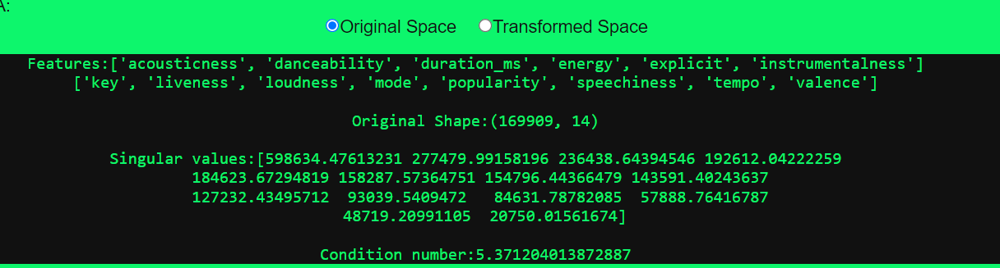 A:
Original Space Transformed Space
Features:['acousticness', 'danceability', 'duration_ms', 'energy', 'explicit', 'instrumentalness']
['key', 'liveness', 'loudness', 'mode', 'popularity', 'speechiness', 'tempo', 'valence']
Original Shape:(169909, 14)
Singular values:[598634.47613231 277479.99158196 236438.64394546 192612.04222259
184623.67294819 158287.57364751 154796.44366479 143591.40243637
127232.43495712 93039.5409472 84631.78782085 57888.76416787
48719.20991105 20750.01561674]
Condition number:5.371204013872887